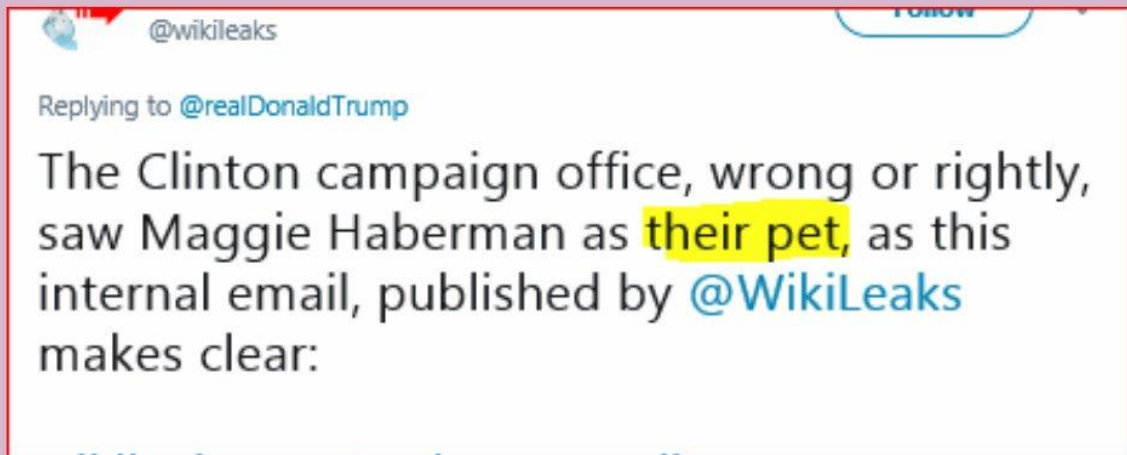 @wikileaks
Follow
Replying to @realDonaldTrump
The Clinton campaign office, wrong or rightly,
saw Maggie Haberman as their pet, as this
internal email, published by @WikiLeaks
makes clear: